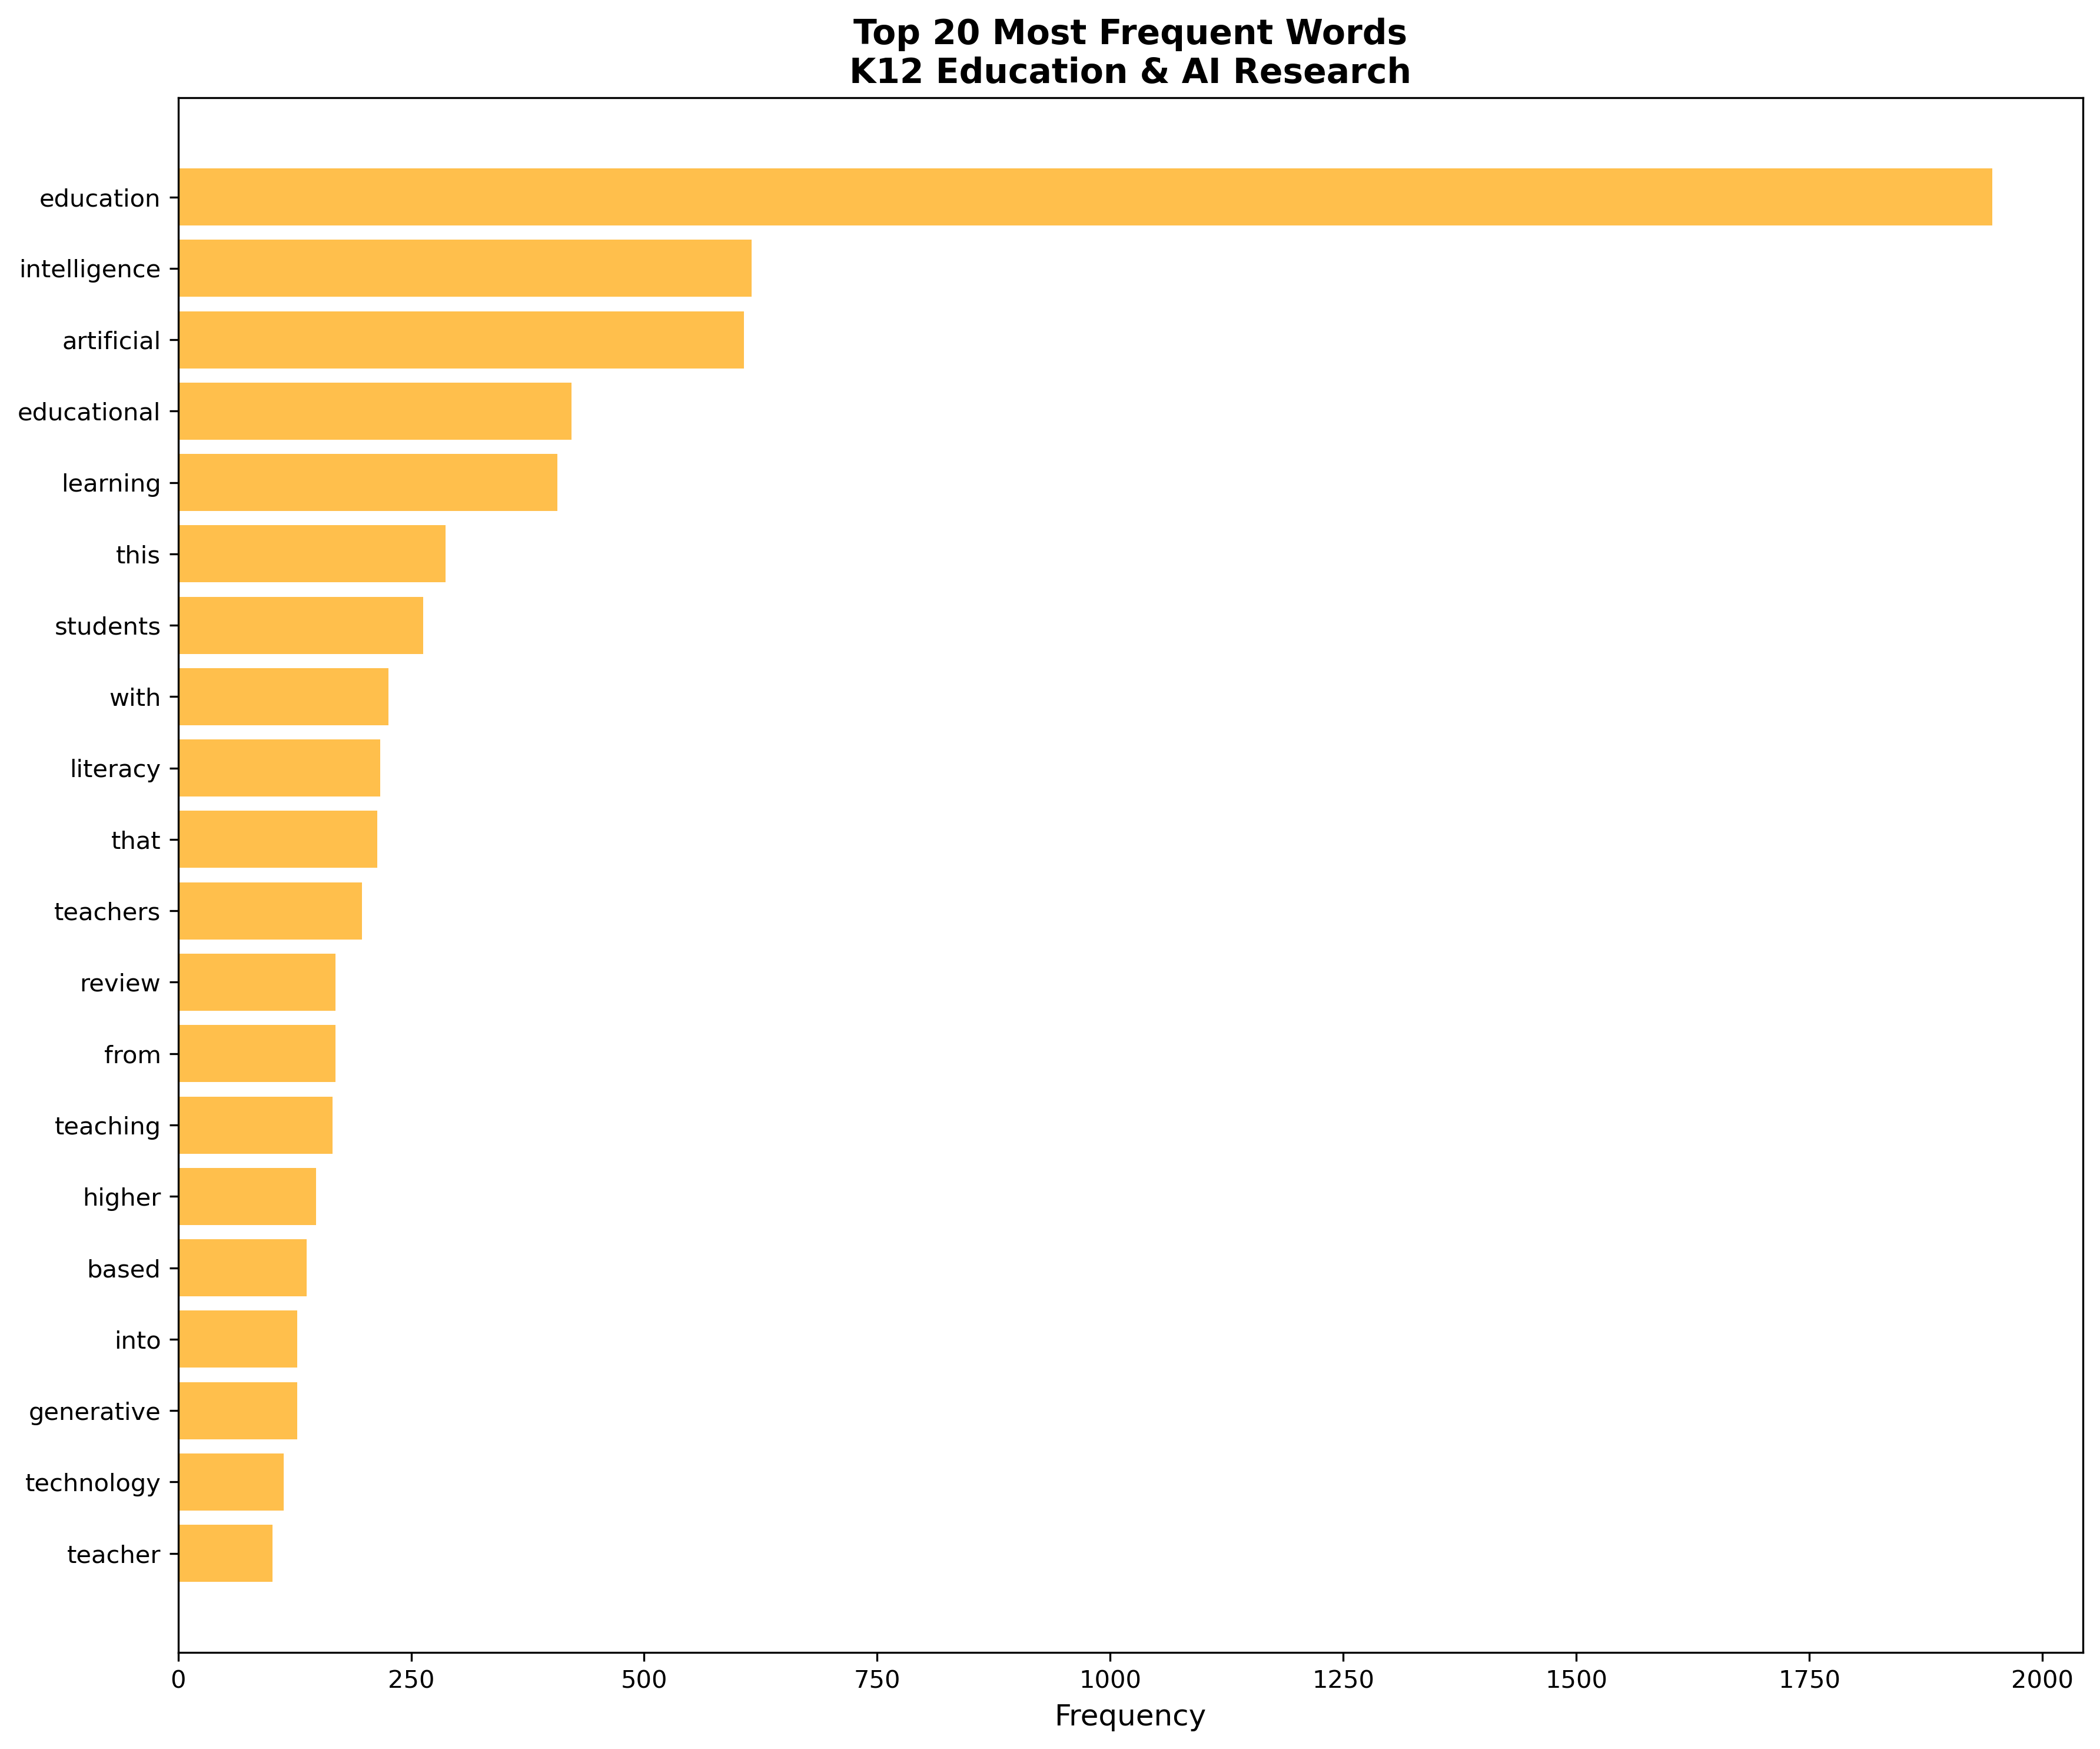 Top 20 Most Frequent Words
K12 Education & AI Research
education
intelligence
artificial
educational
learning
this
students
with
literacy
that
teachers
review
from
teaching
higher
based
into
generative
technology
teacher
0 250 500 750 1000 1250 1500 1750 2000
Frequency